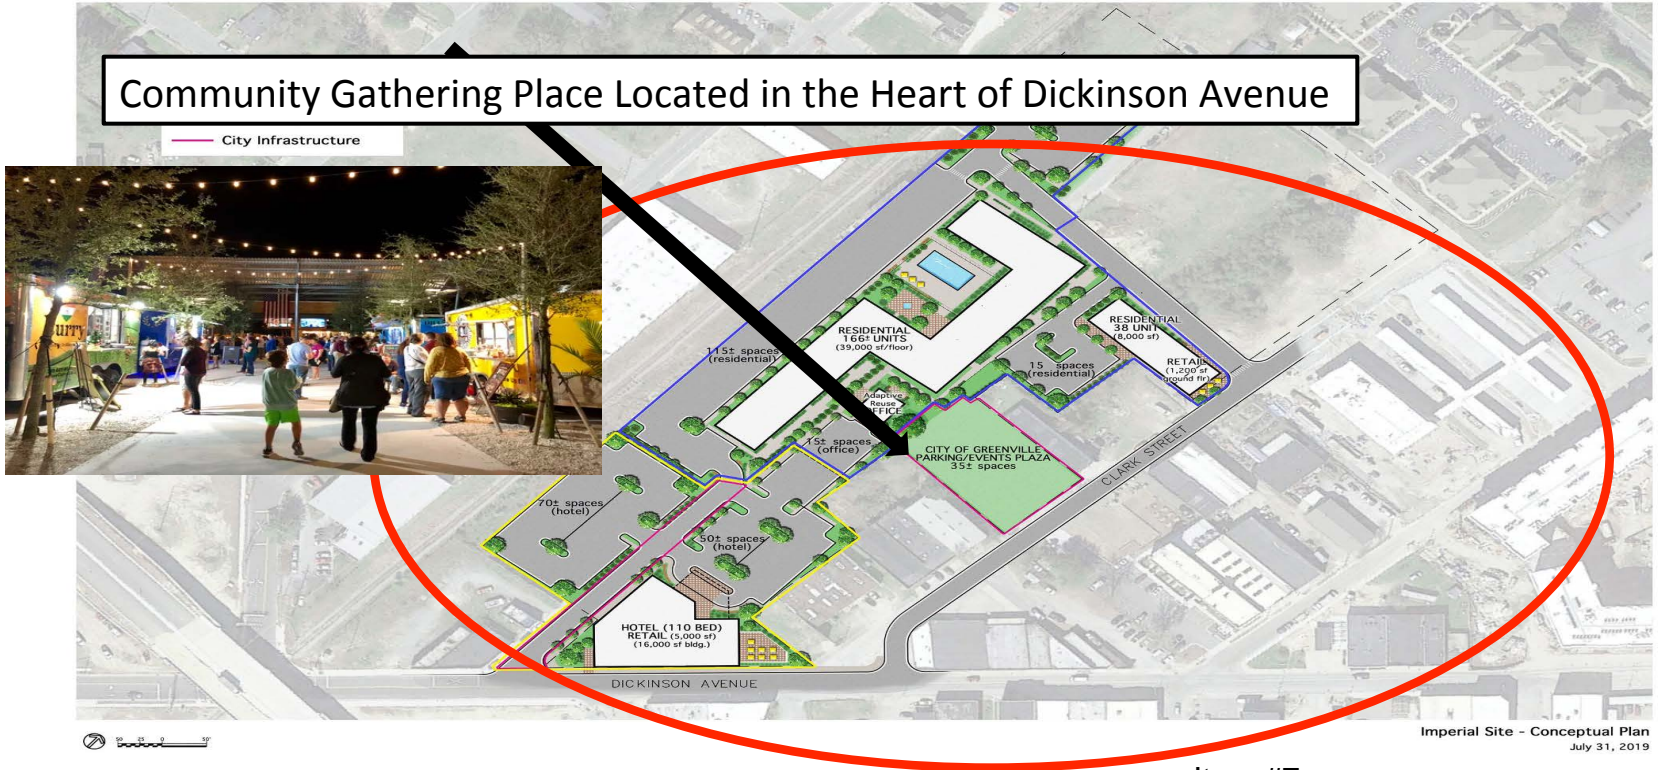 Community Gathering Place Located in the Heart of Dickinson Avenue
City Infrastructure
RESIDENTIAL
166± UNITS
(39,000 sf/floor)
RESIDENTIAL
38 UNIT
(8,000 sf)
RETAIL
(1,200 sf
ground flr)
115± spaces
(residential)
15 spaces
(residential)
Adaptive
Reuse
OFFICE
15± spaces
(office)
CITY OF GREENVILLE
PARKING/EVENTS PLAZA
35± spaces
CLARK STREET
70± spaces
(hotel)
50± spaces
(hotel)
HOTEL (110 BED)
RETAIL (5,000 sf)
(16,000 sf bldg.)
DICKINSON AVENUE
50 25 0 50'
Imperial Site - Conceptual Plan
July 31, 2019